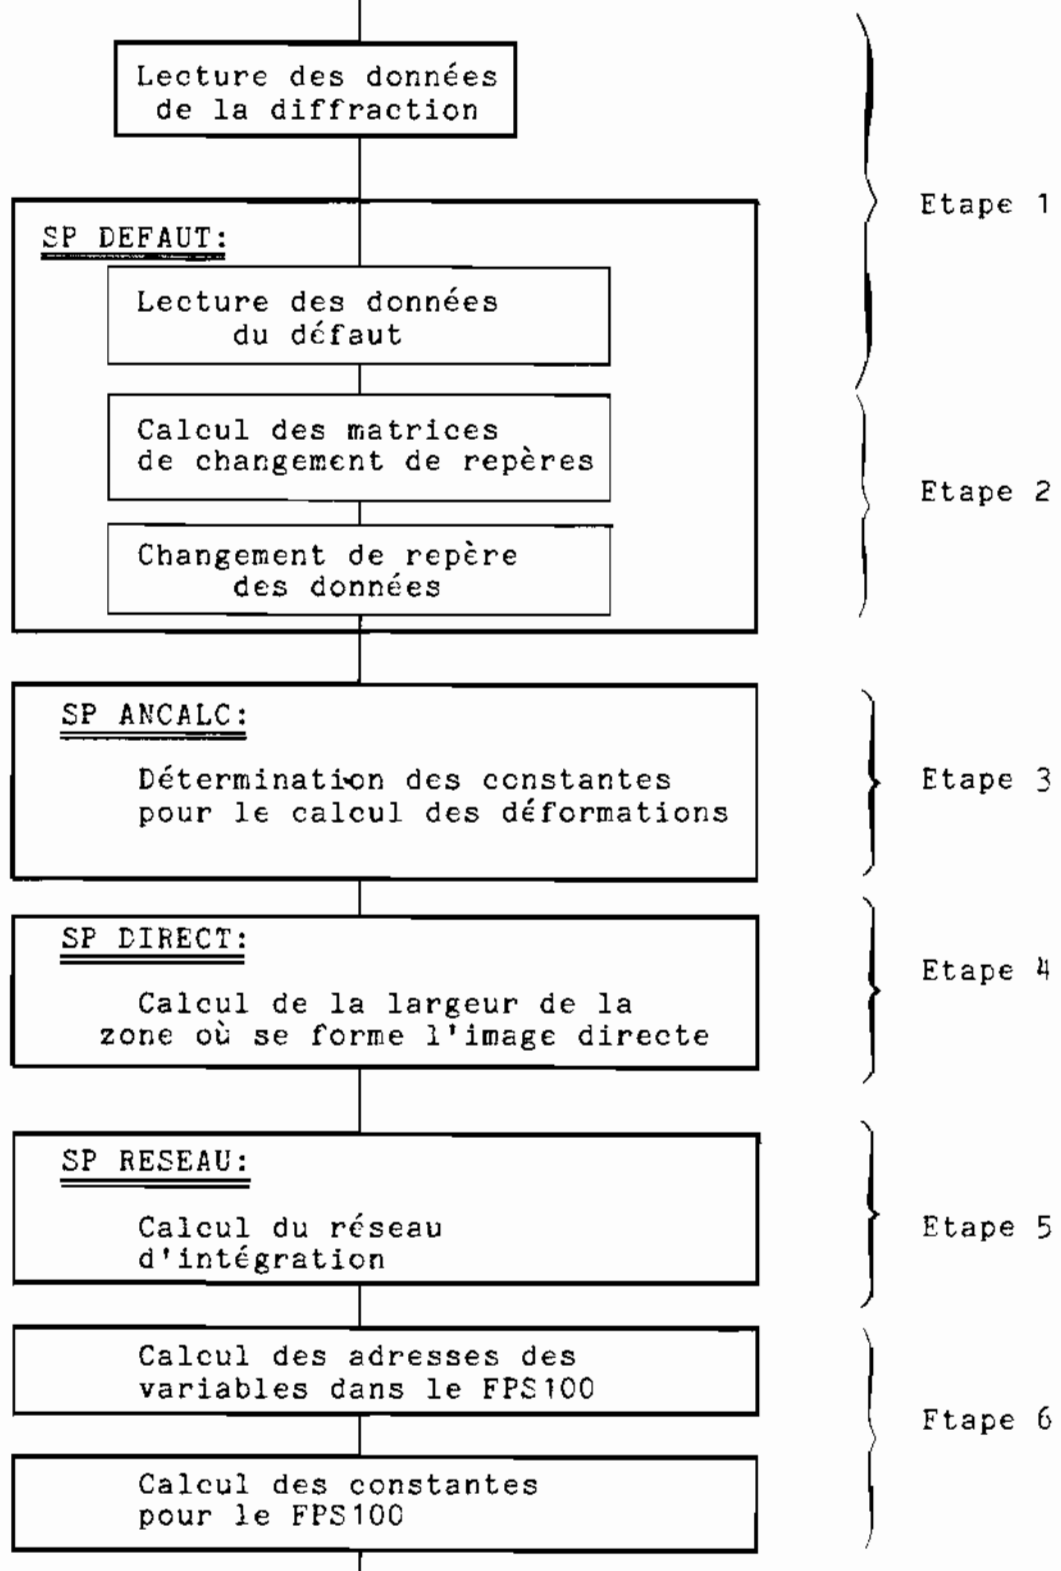 Lecture des données
de la diffraction
Etape 1
SP DEFAUT:
Lecture des données
du défaut
Calcul des matrices
de changement de repères
Etape 2
Changement de repère
des données
SP ANCALC:
Détermination des constantes
pour le calcul des déformations
Etape 3
SP DIRECT:
Calcul de la largeur de la
zone où se forme l'image directe
Etape 4
SP RESEAU:
Calcul du réseau
d'intégration
Etape 5
Calcul des adresses des
variables dans le FPS100
Etape 6
Calcul des constantes
pour le FPS100